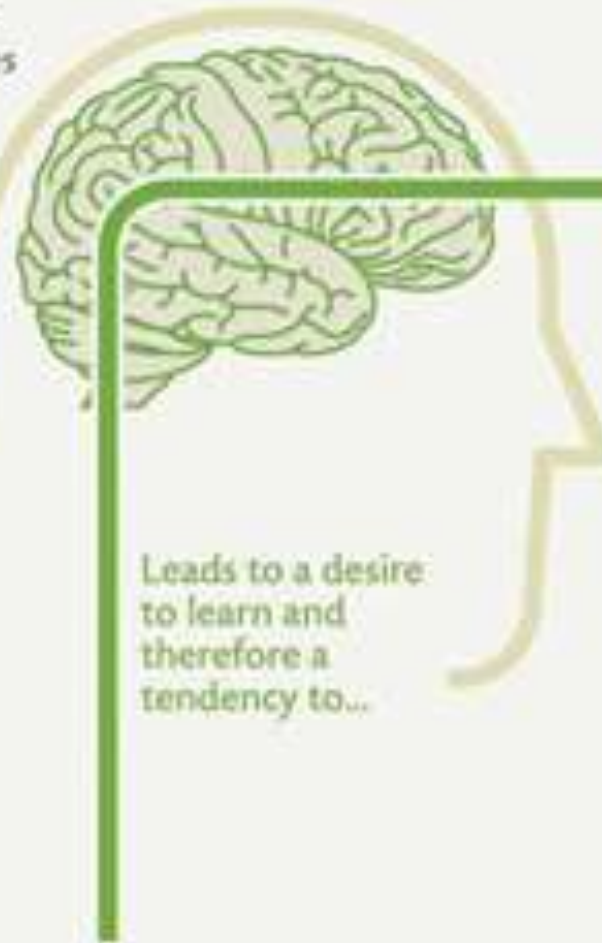 Leads to a desire
to learn and
therefore a
tendency to...